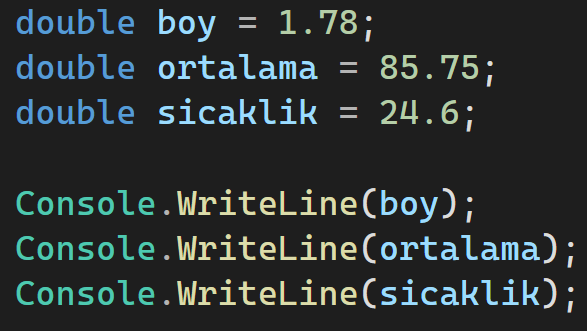 double boy = 1.78;
double ortalama = 85.75;
double sicaklik = 24.6;
Console.WriteLine(boy);
Console.WriteLine(ortalama);
Console.WriteLine(sicaklik);